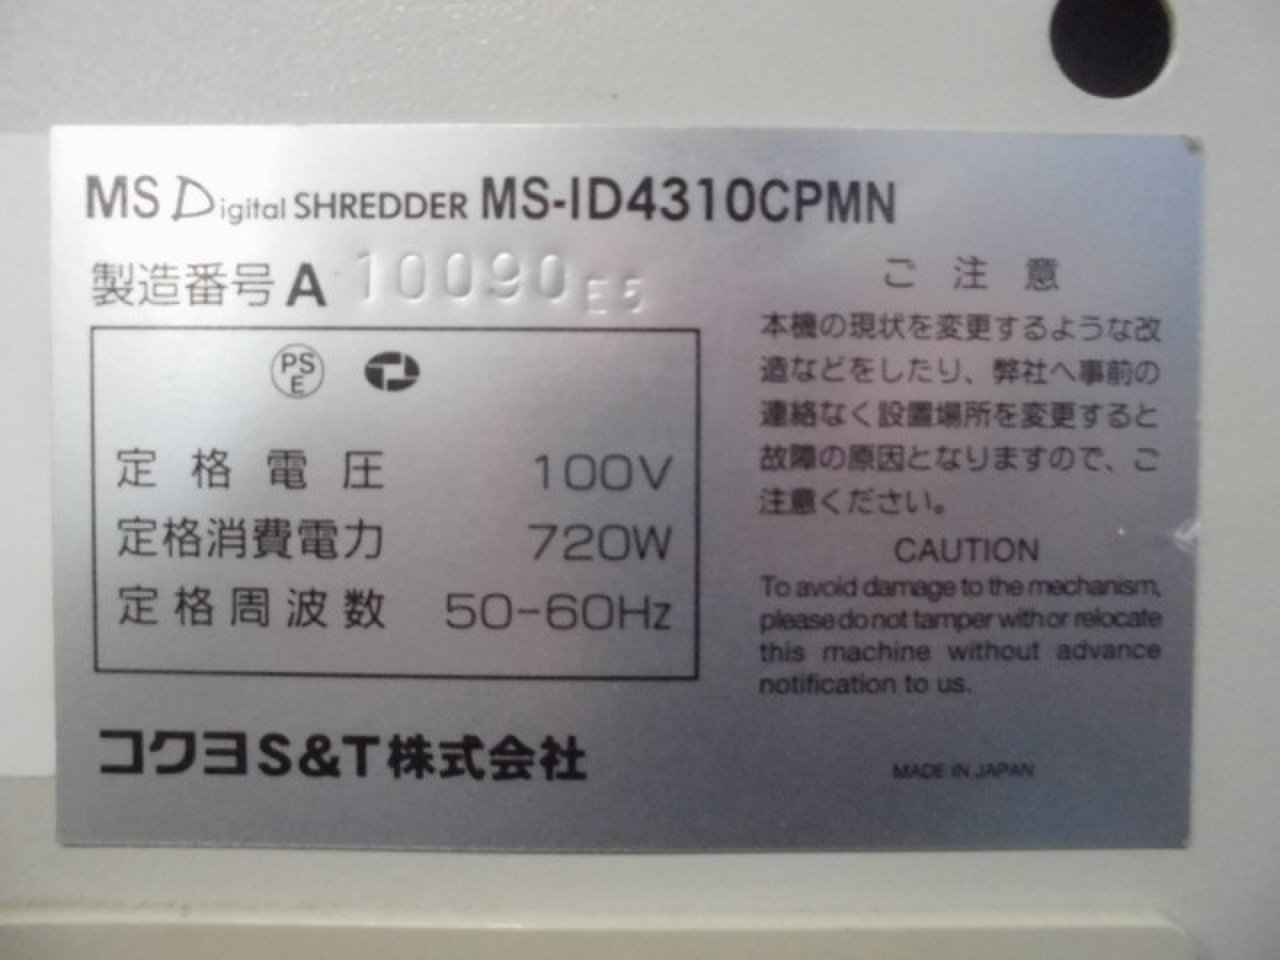 MS Digital SHREDDER MS-ID4310CPMN
製造番号 A 10090E5
PS
E
定格電圧 100V
定格消費電力 720W
定格周波数 50-60Hz
コクヨS&T株式会社
ご注意
本機の現状を変更するような改
造などをしたり、弊社へ事前の
連絡なく設置場所を変更すると
故障の原因となりますので、ご
注意ください。
CAUTION
To avoid damage to the mechanism,
please do not tamper with or relocate
this machine without advance
notification to us.
MADE IN JAPAN